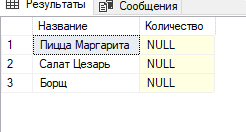 Результаты Сообщения
Название Количество
1 Пицца Маргарита NULL
2 Салат Цезарь NULL
3 Борщ NULL